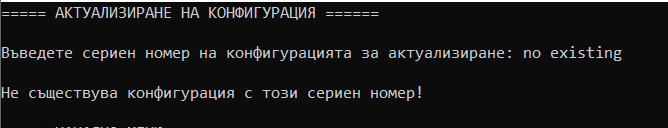 ===== АКТУАЛИЗИРАНЕ НА КОНФИГУРАЦИЯ ======
Въведете сериен номер на конфигурацията за актуализиране: no existing
Не съществува конфигурация с този сериен номер!